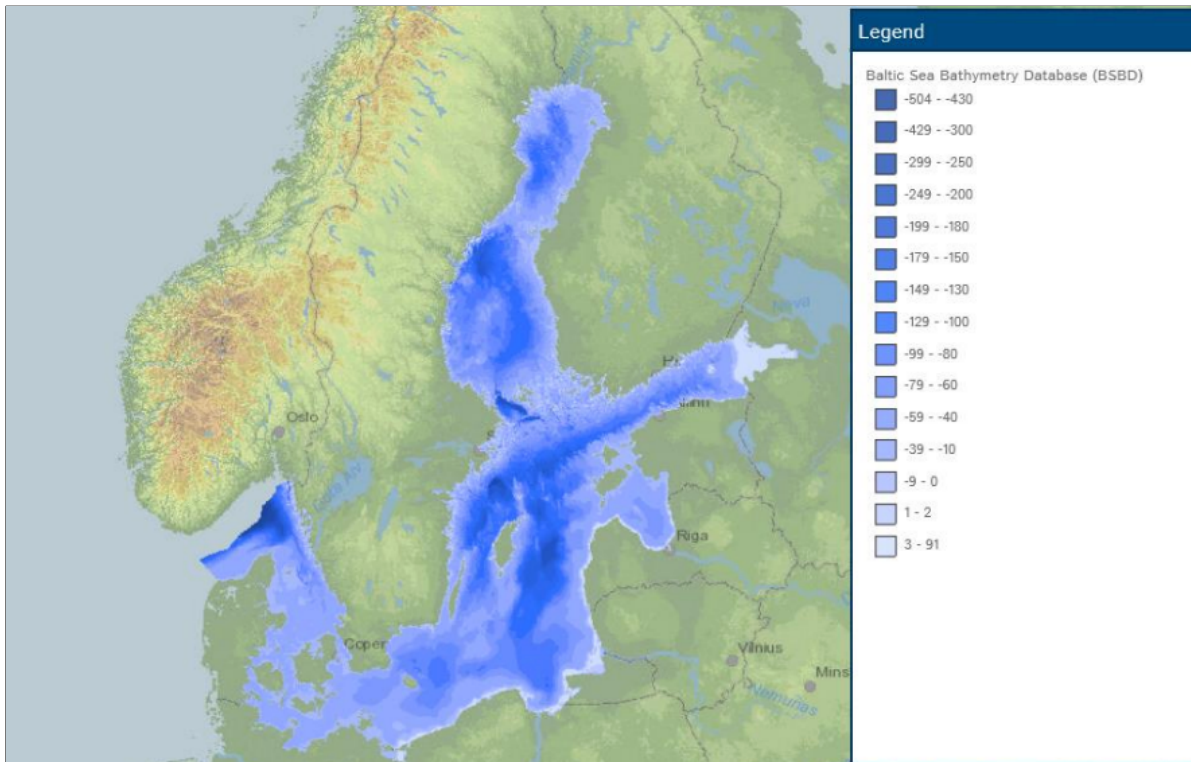 Legend
Baltic Sea Bathymetry Database (BSBD)
-504 - -430
-429 - -300
-299 - -250
-249 - -200
-199 - -180
-179 - -150
-149 - -130
-129 - -100
-99 - -80
-79 - -60
-59 - -40
-39 - -10
-9 - 0
1 - 2
3 - 91
Oslo
Riga
Coper
Vilnius
Mins
Nemunas